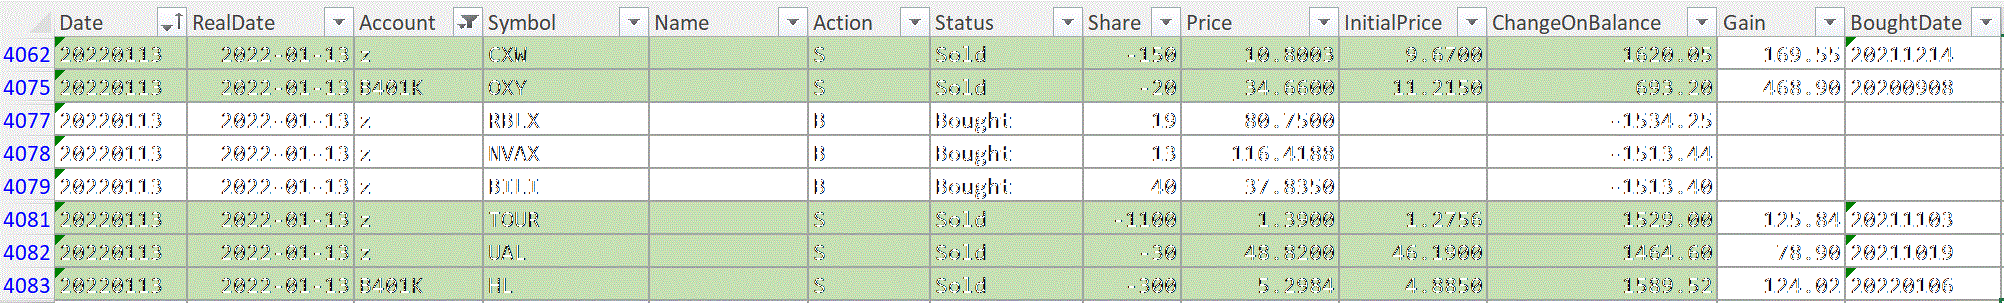 Date RealDate Account Symbol Name Action Status Share Price InitialPrice ChangeOnBalance Gain BoughtDate
4062 20220113 2022-01-13 z CXW S Sold -150 10.8003 9.6700 1620.05 169.55 20211214
4075 20220113 2022-01-13 B401K OXY S Sold -20 34.6600 11.2150 693.20 468.90 20200908
4077 20220113 2022-01-13 z RBLX B Bought 19 80.7500 -1534.25
4078 20220113 2022-01-13 z NVAX B Bought 13 116.4188 -1513.44
4079 20220113 2022-01-13 z BILI B Bought 40 37.8350 -1513.40
4081 20220113 2022-01-13 z TOUR S Sold -1100 1.3900 1.2756 1529.00 125.84 20211103
4082 20220113 2022-01-13 z UAL S Sold -30 48.8200 46.1900 1464.60 78.90 20211019
4083 20220113 2022-01-13 B401K HL S Sold -300 5.2984 4.8850 1589.52 124.02 20220106